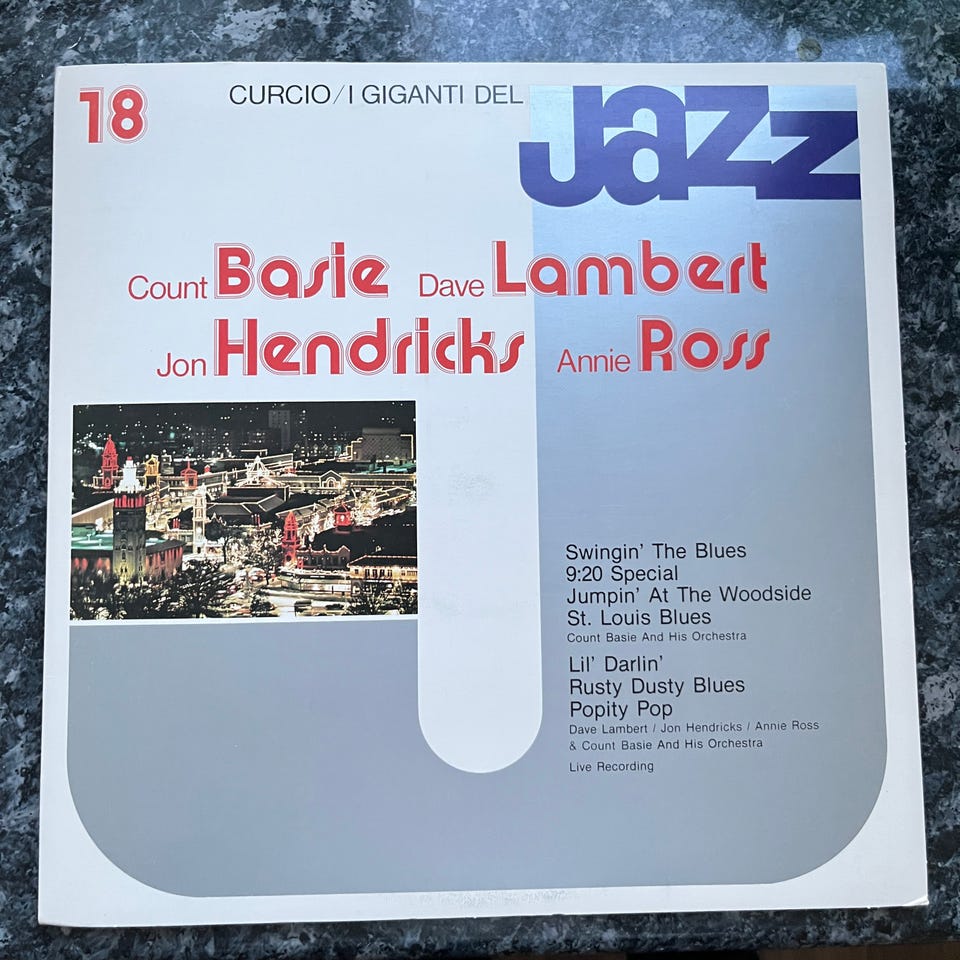 18
CURCIO/I GIGANTI DEL Jazz
Count Basie Dave Lambert
Jon Hendricks Annie Ross
Swingin' The Blues
9:20 Special
Jumpin' At The Woodside
St. Louis Blues
Count Basie And His Orchestra
Lil' Darlin'
Rusty Dusty Blues
Popity Pop
Dave Lambert / Jon Hendricks / Annie Ross
& Count Basie And His Orchestra
Live Recording